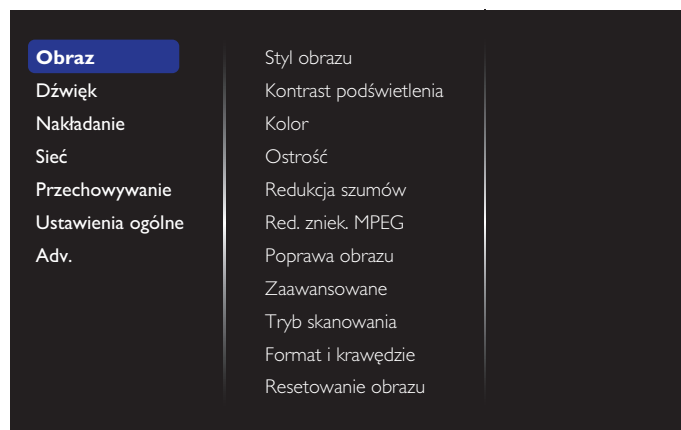 Obraz
Dźwięk
Nakładanie
Sieć
Przechowywanie
Ustawienia ogólne
Adv.
Styl obrazu
Kontrast podświetlenia
Kolor
Ostrość
Redukcja szumów
Red. zniek. MPEG
Poprawa obrazu
Zaawansowane
Tryb skanowania
Format i krawędzie
Resetowanie obrazu